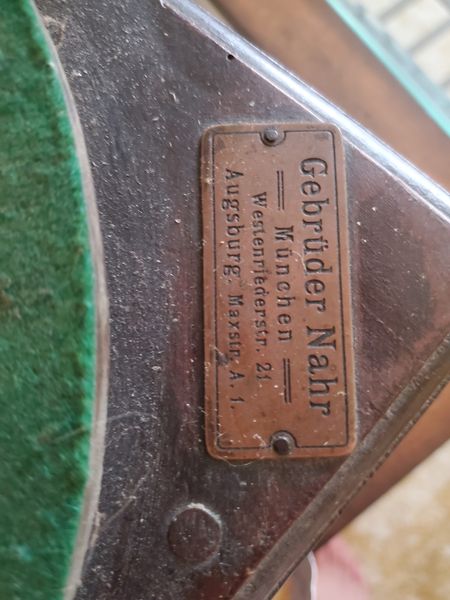 Gebrüder Nahr
München
Westenriederstr. 21
Augsburg, Maxstr. A. 1.